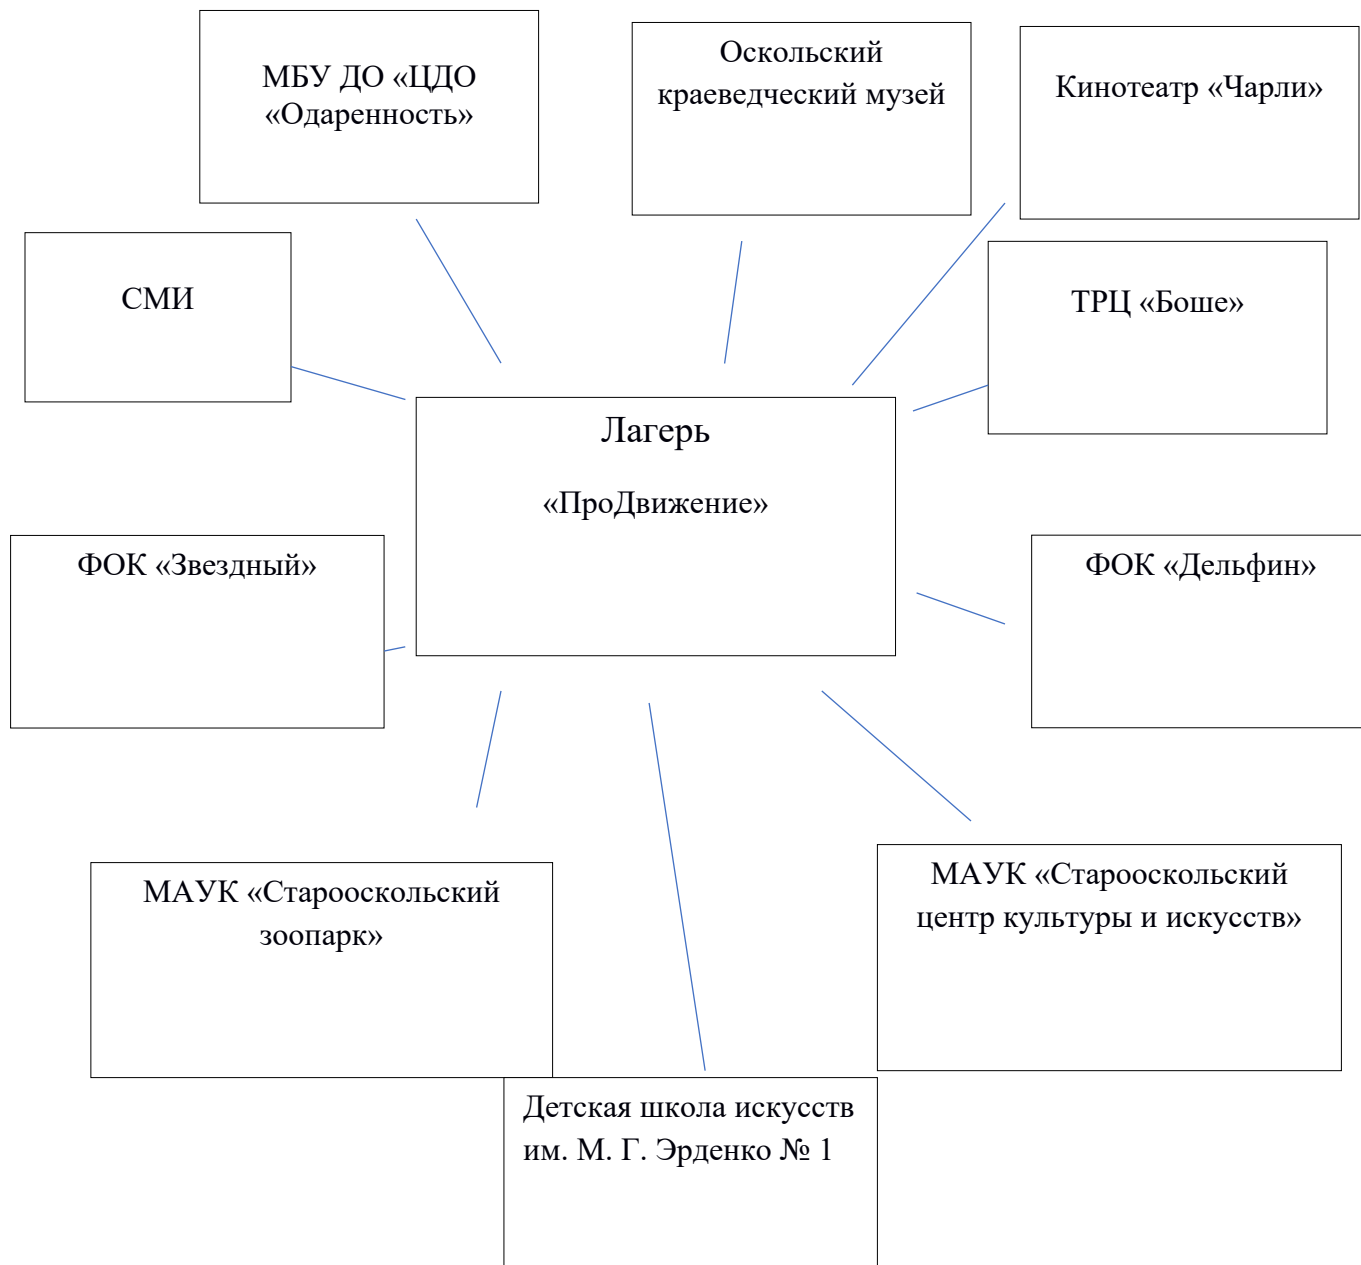 МБУ ДО «ЦДО
«Одаренность»
Оскольский
краеведческий музей
Кинотеатр «Чарли»
СМИ
ТРЦ «Боше»
Лагерь
«ПроДвижение»
ФОК «Звездный»
ФОК «Дельфин»
МАУК «Старооскольский
зоопарк»
МАУК «Старооскольский
центр культуры и искусств»
Детская школа искусств
им. М. Г. Эрденко № 1